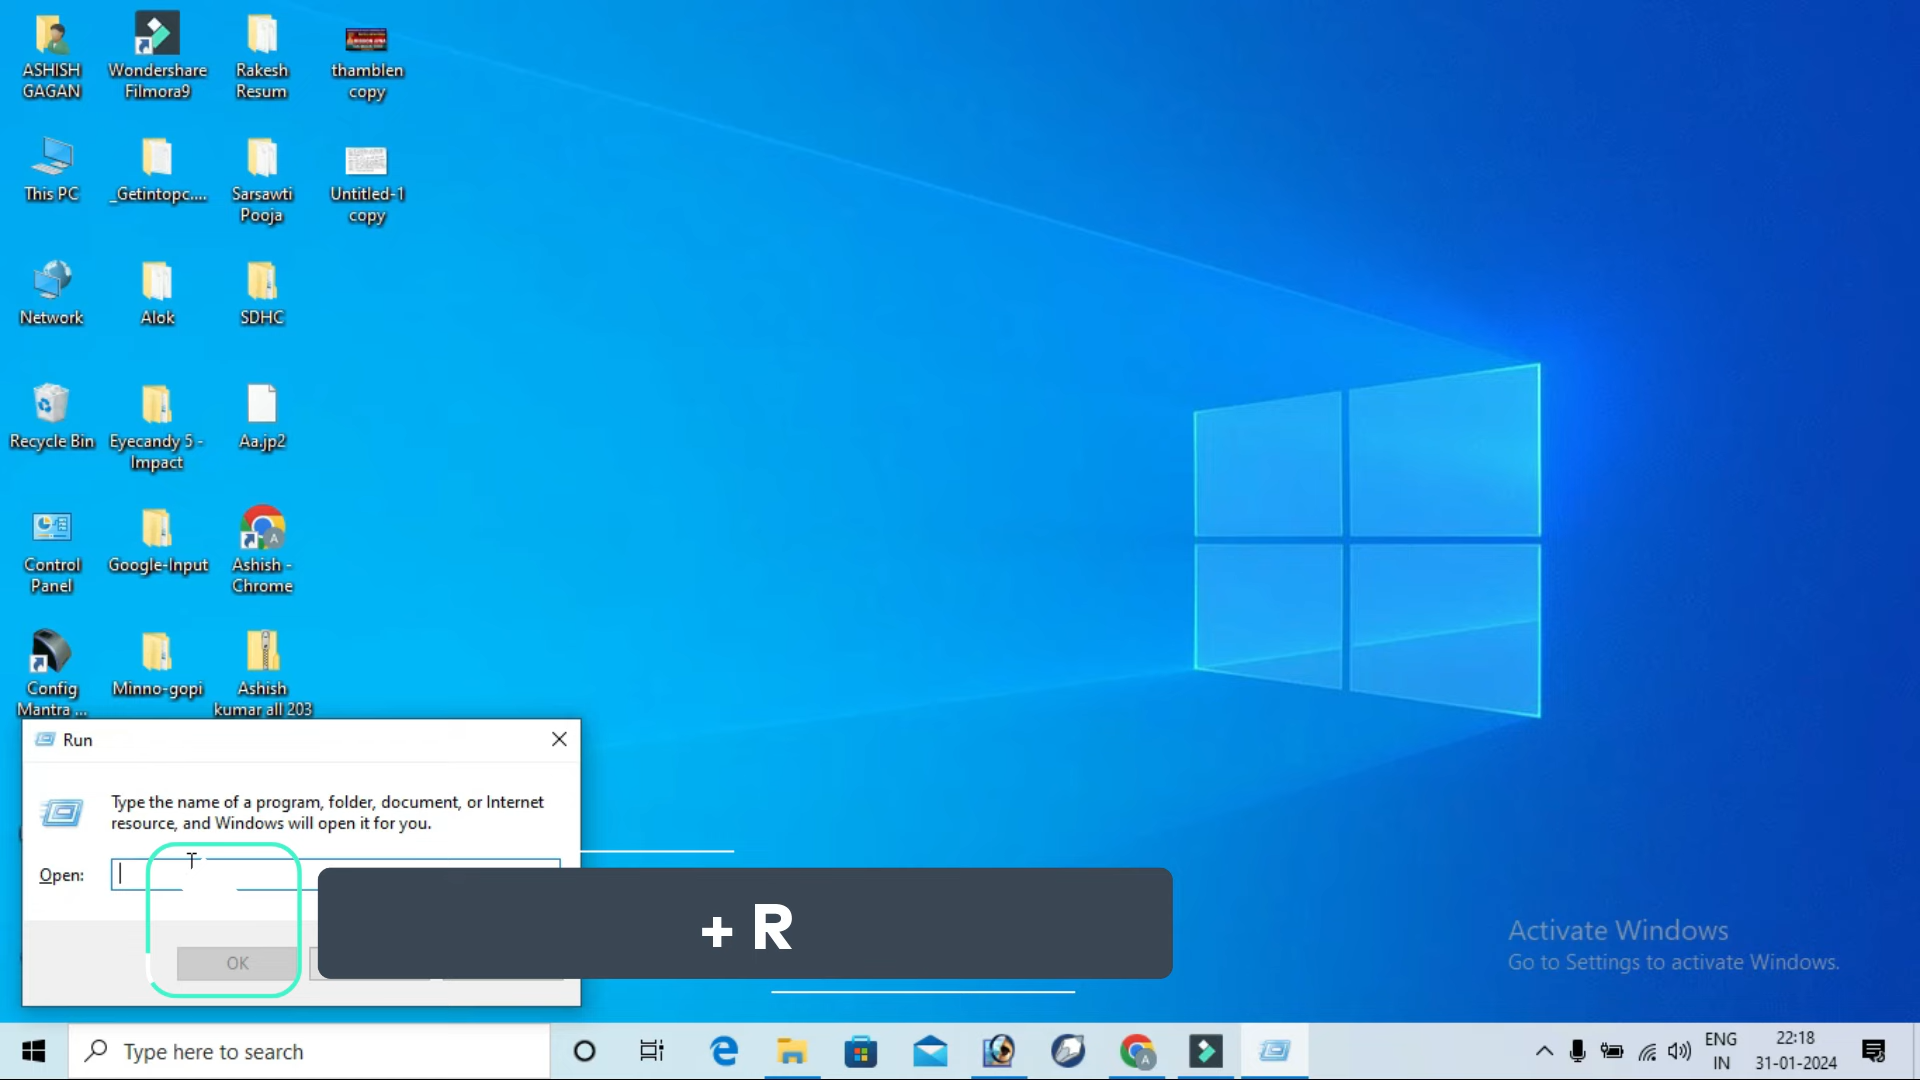 ASHISH
GAGAN
Wondershare
Filmora9
Rakesh
Resum
thamblen
copy
This PC
_Getintopc....
Sarsawti
Pooja
Untitled-1
copy
Network
Alok
SDHC
Recycle Bin
Eyecandy 5 -
Impact
Aa.jp2
Control
Panel
Google-Input
Ashish -
Chrome
Config
Mantra ...
Minno-gopi
Ashish
kumar all 203
Run
Type the name of a program, folder, document, or Internet
resource, and Windows will open it for you.
Open:
OK
+ R
Activate Windows
Go to Settings to activate Windows.
Type here to search
ENG
IN
22:18
31-01-2024